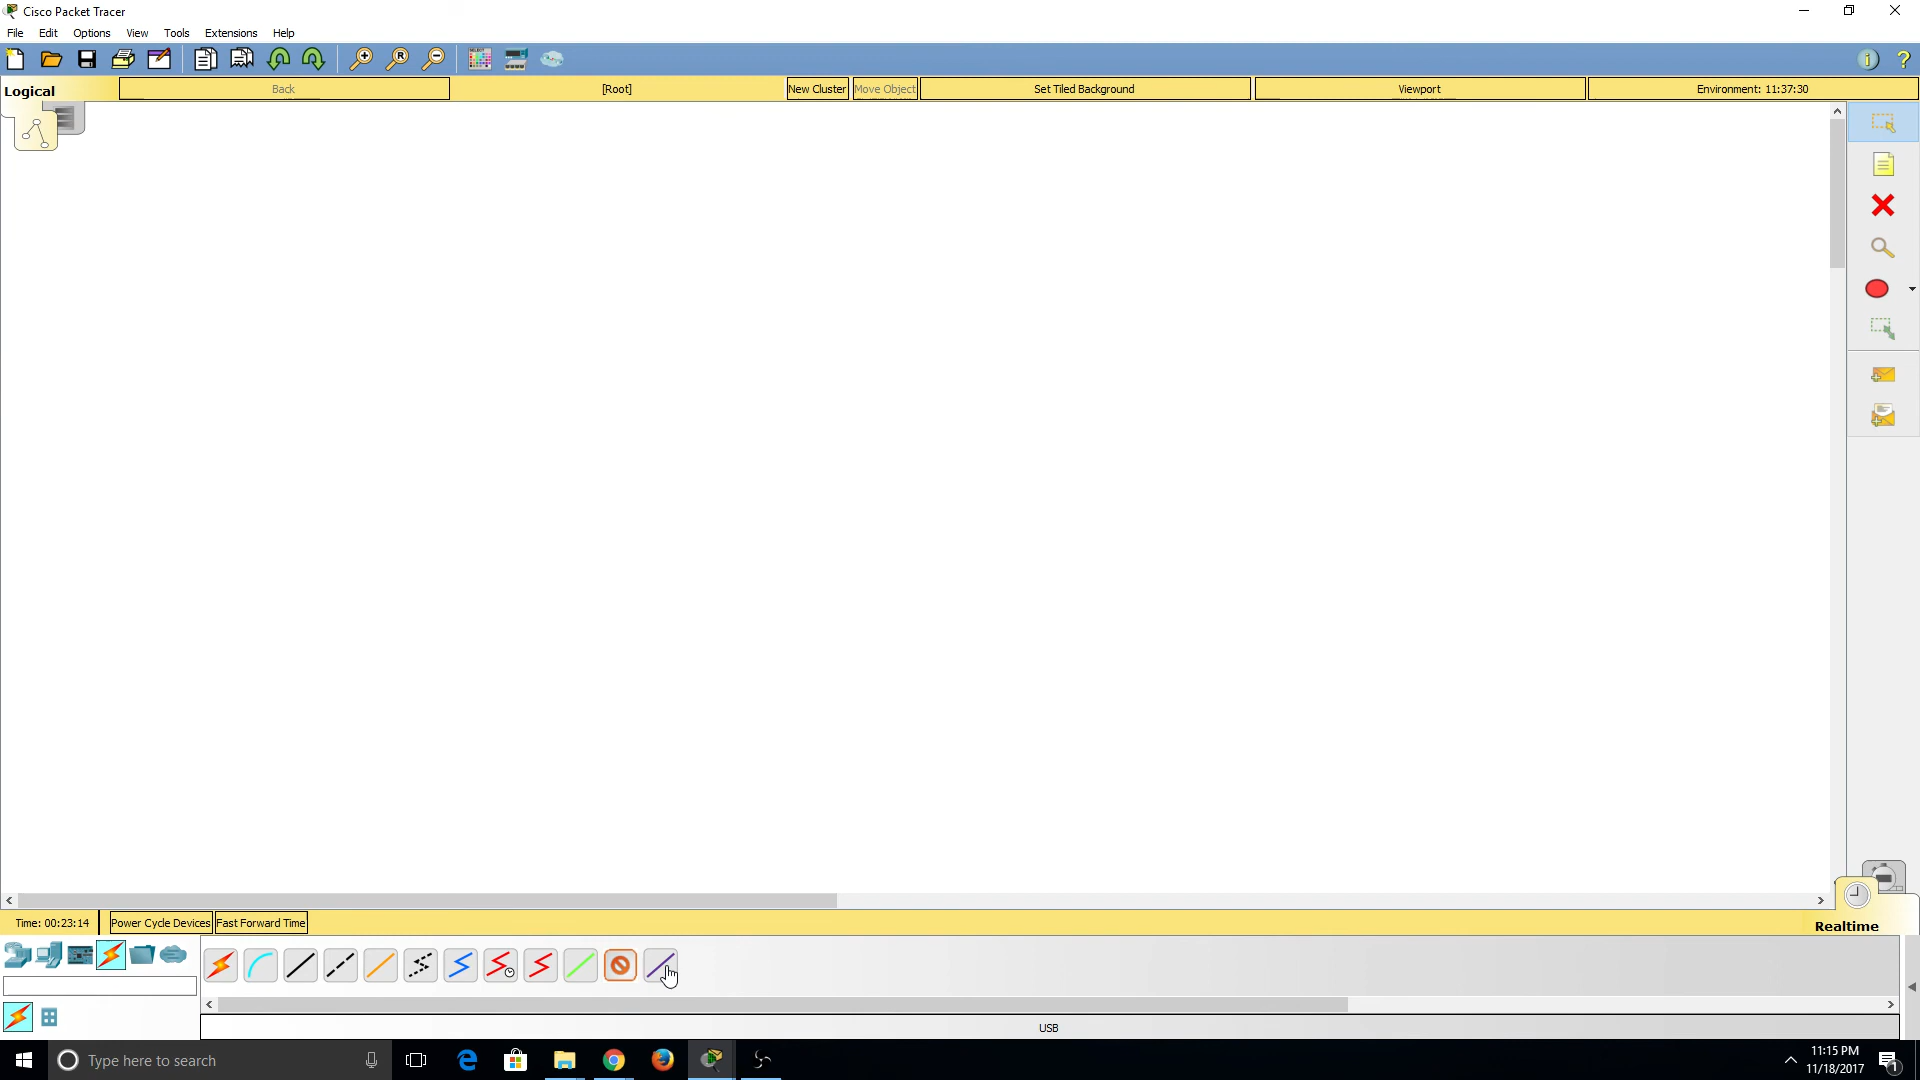 Cisco Packet Tracer
File Edit Options View Tools Extensions Help
SELECT
Logical Back [Root] New Cluster Move Object Set Tiled Background Viewport Environment: 11:37:30
Time: 00:23:14 Power Cycle Devices Fast Forward Time Realtime
USB
Type here to search
11:15 PM
11/18/2017
1